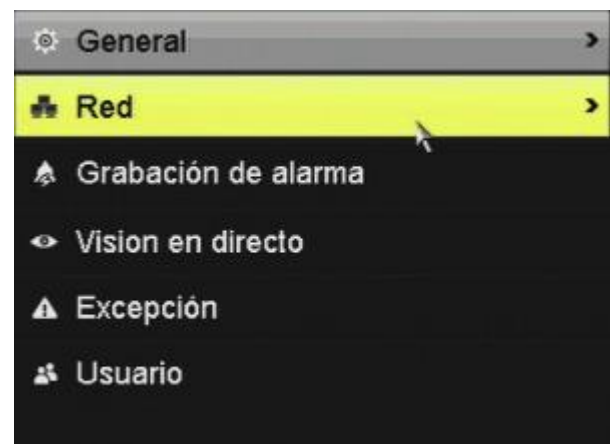 General
Red
Grabación de alarma
Vision en directo
Excepción
Usuario